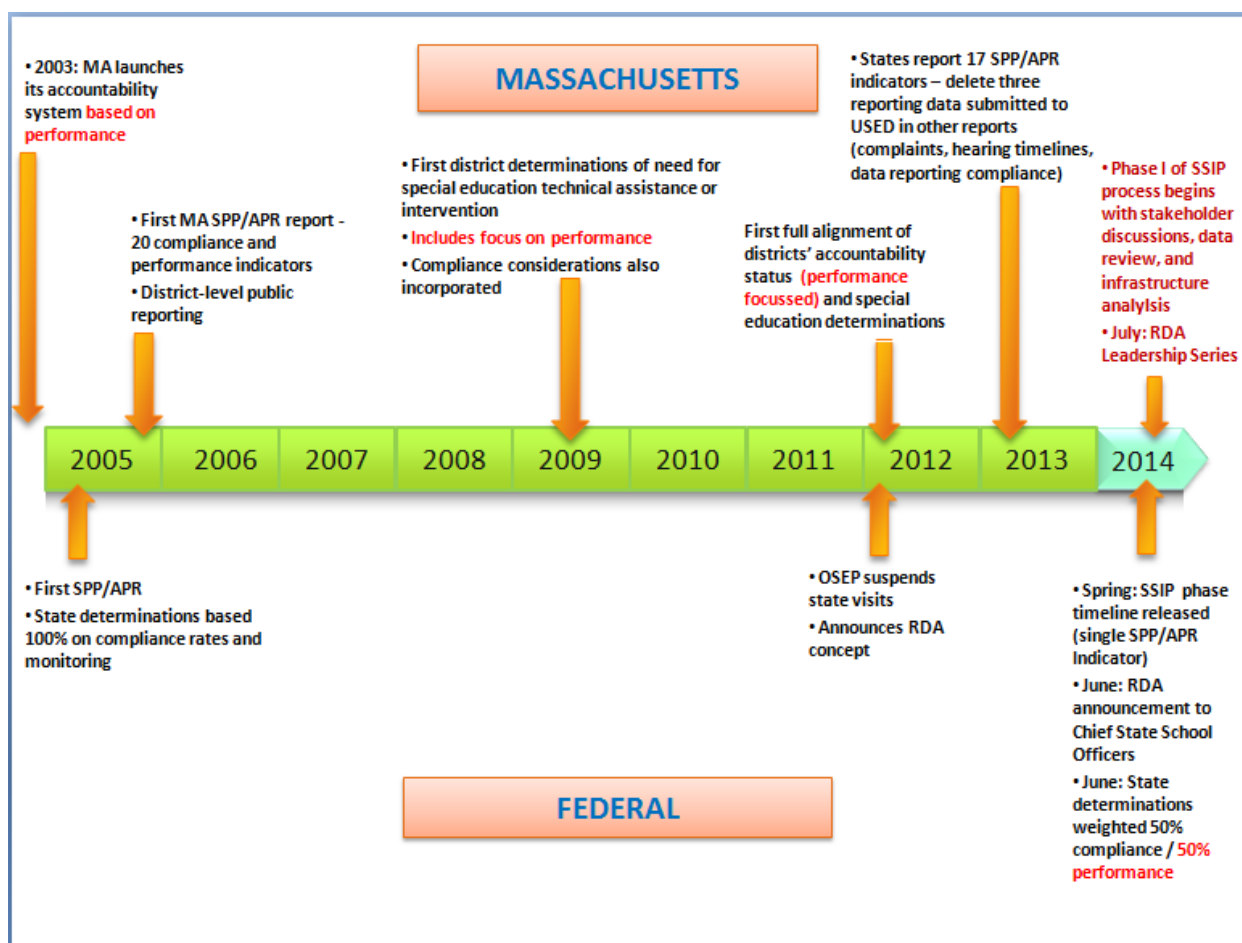 • 2003: MA launches
its accountability
system based on
performance
MASSACHUSETTS
• States report 17 SPP/APR
indicators – delete three
reporting data submitted to
USED in other reports
(complaints, hearing timelines,
data reporting compliance)
• First MA SPP/APR report -
20 compliance and
performance indicators
• District-level public
reporting
• First district determinations of need for
special education technical assistance or
intervention
• Includes focus on performance
• Compliance considerations also
incorporated
First full alignment of
districts' accountability
status (performance
focussed) and special
education determinations
• Phase I of SSIP
process begins
with stakeholder
discussions, data
review, and
infrastructure
analylsis
• July: RDA
Leadership Series
2005 2006 2007 2008 2009 2010 2011 2012 2013 2014
• First SPP/APR
• State determinations based
100% on compliance rates and
monitoring
• OSEP suspends
state visits
• Announces RDA
concept
• Spring: SSIP phase
timeline released
(single SPP/APR
Indicator)
• June: RDA
announcement to
Chief State School
Officers
• June: State
determinations
weighted 50%
compliance / 50%
performance
FEDERAL